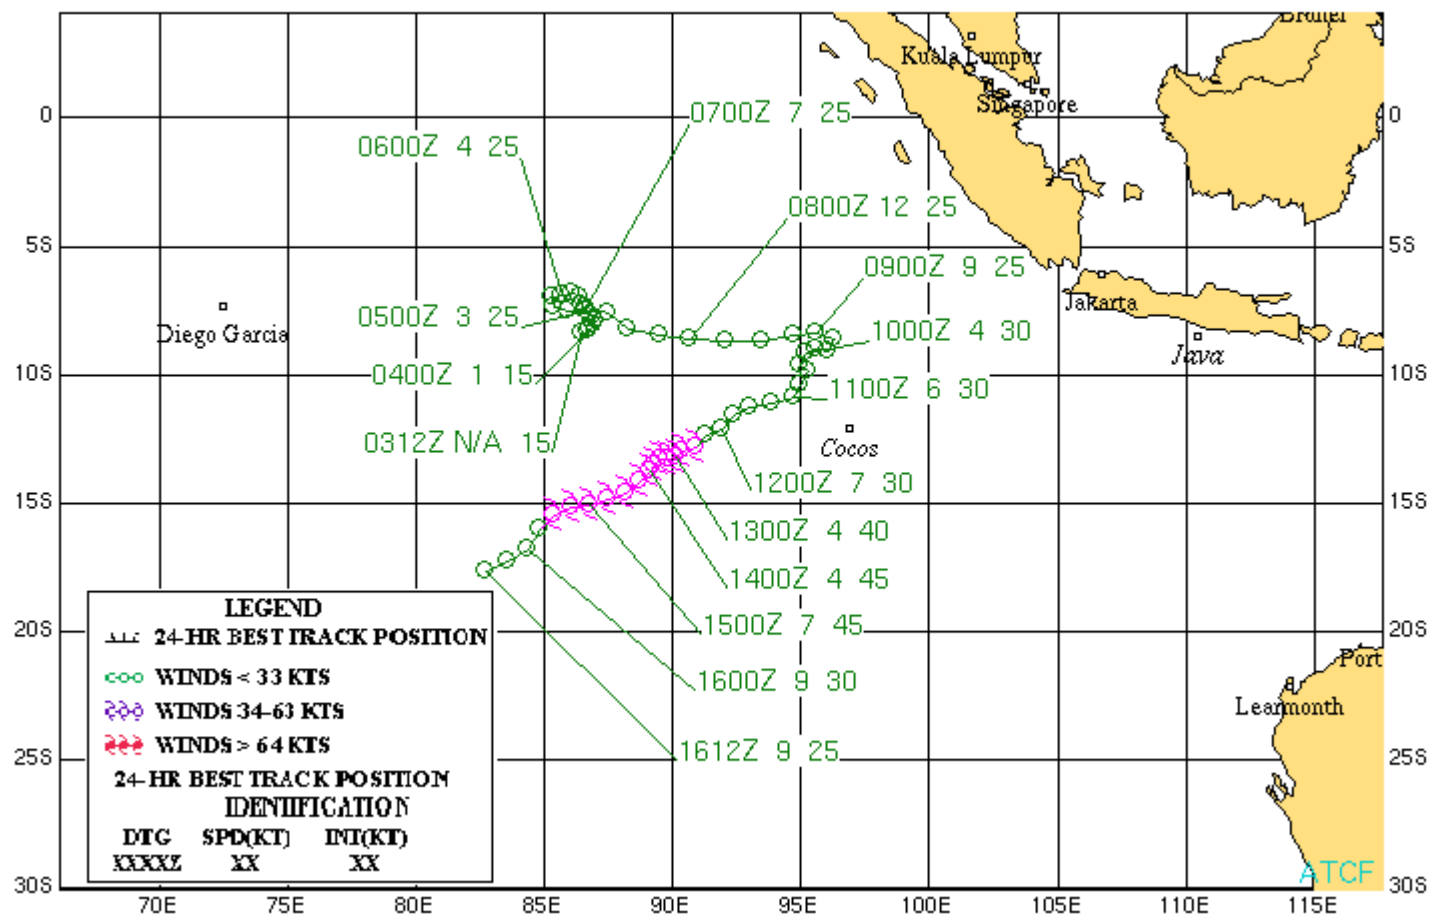 Brunei
Kuala Lumpur
Singapore
0 0700Z 7 25 0
0600Z 4 25
0800Z 12 25
5S 5S
0900Z 9 25
Jakarta
0500Z 3 25
Diego Garcia
1000Z 4 30
Java
0400Z 1 15
10S 10S
1100Z 6 30
0312Z N/A 15
Cocos
1200Z 7 30
15S 15S
1300Z 4 40
1400Z 4 45
1500Z 7 45
20S 20S
Port
1600Z 9 30
Learmonth
1612Z 9 25
25S 25S
LEGEND
24-HR BEST TRACK POSITION
WINDS < 33 KTS
WINDS 34-63 KTS
WINDS > 64 KTS
24-HR BEST TRACK POSITION
IDENTIFICATION
DTG SPD(KT) INT(KT)
XXXXZ XX XX
ATCF
30S 30S
70E 75E 80E 85E 90E 95E 100E 105E 110E 115E